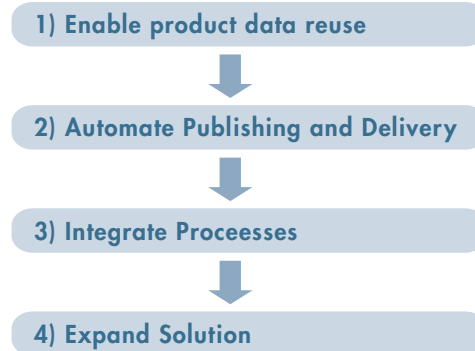 1) Enable product data reuse
2) Automate Publishing and Delivery
3) Integrate Proceesses
4) Expand Solution